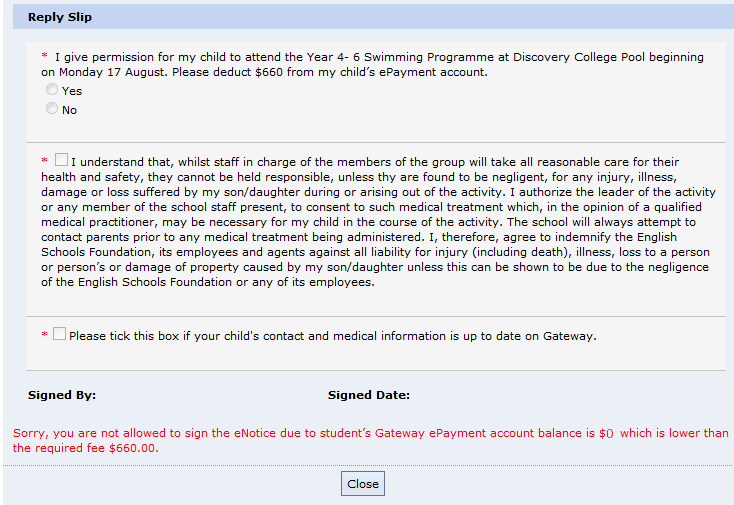 Reply Slip
* I give permission for my child to attend the Year 4- 6 Swimming Programme at Discovery College Pool beginning
on Monday 17 August. Please deduct $660 from my child's ePayment account.
Yes
No
* I understand that, whilst staff in charge of the members of the group will take all reasonable care for their
health and safety, they cannot be held responsible, unless thy are found to be negligent, for any injury, illness,
damage or loss suffered by my son/daughter during or arising out of the activity. I authorize the leader of the activity
or any member of the school staff present, to consent to such medical treatment which, in the opinion of a qualified
medical practitioner, may be necessary for my child in the course of the activity. The school will always attempt to
contact parents prior to any medical treatment being administered. I, therefore, agree to indemnify the English
Schools Foundation, its employees and agents against all liability for injury (including death), illness, loss to a person
or person's or damage of property caused by my son/daughter unless this can be shown to be due to the negligence
of the English Schools Foundation or any of its employees.
* Please tick this box if your child's contact and medical information is up to date on Gateway.
Signed By: Signed Date:
Sorry, you are not allowed to sign the eNotice due to student's Gateway ePayment account balance is $0 which is lower than
the required fee $660.00.
Close